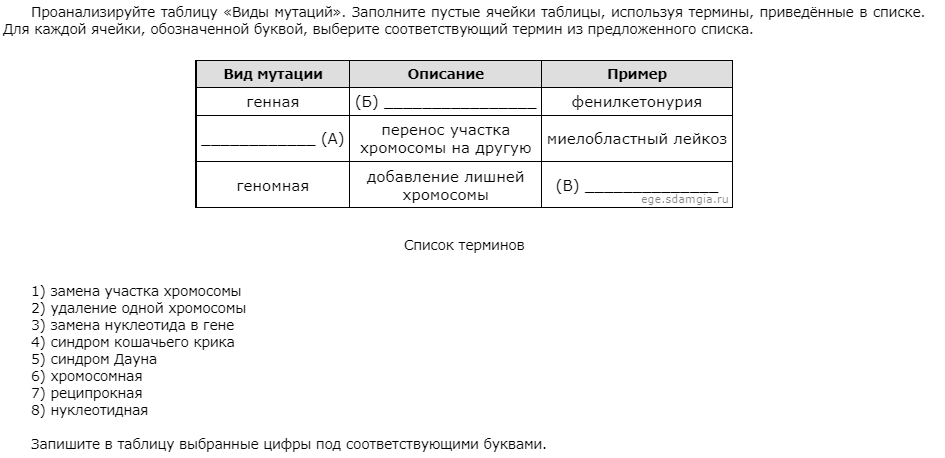 Проанализируйте таблицу «Виды мутаций». Заполните пустые ячейки таблицы, используя термины, приведённые в списке.
Для каждой ячейки, обозначенной буквой, выберите соответствующий термин из предложенного списка.
Вид мутации Описание Пример
генная (Б) ________________ фенилкетонурия
____________ (А) перенос участка хромосомы на другую миелобластный лейкоз
геномная добавление лишней хромосомы (В) ______________
ege.sdamgia.ru
Список терминов
1) замена участка хромосомы
2) удаление одной хромосомы
3) замена нуклеотида в гене
4) синдром кошачьего крика
5) синдром Дауна
6) хромосомная
7) реципрокная
8) нуклеотидная
Запишите в таблицу выбранные цифры под соответствующими буквами.